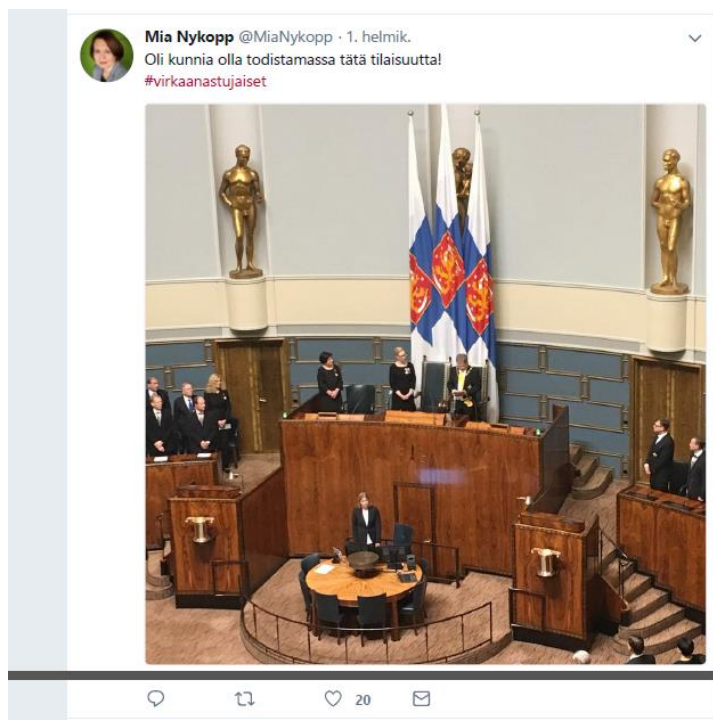 Mia Nykopp @MiaNykopp · 1. helmik.
Oli kunnia olla todistamassa tätä tilaisuutta!
#virkaanastujaiset
20